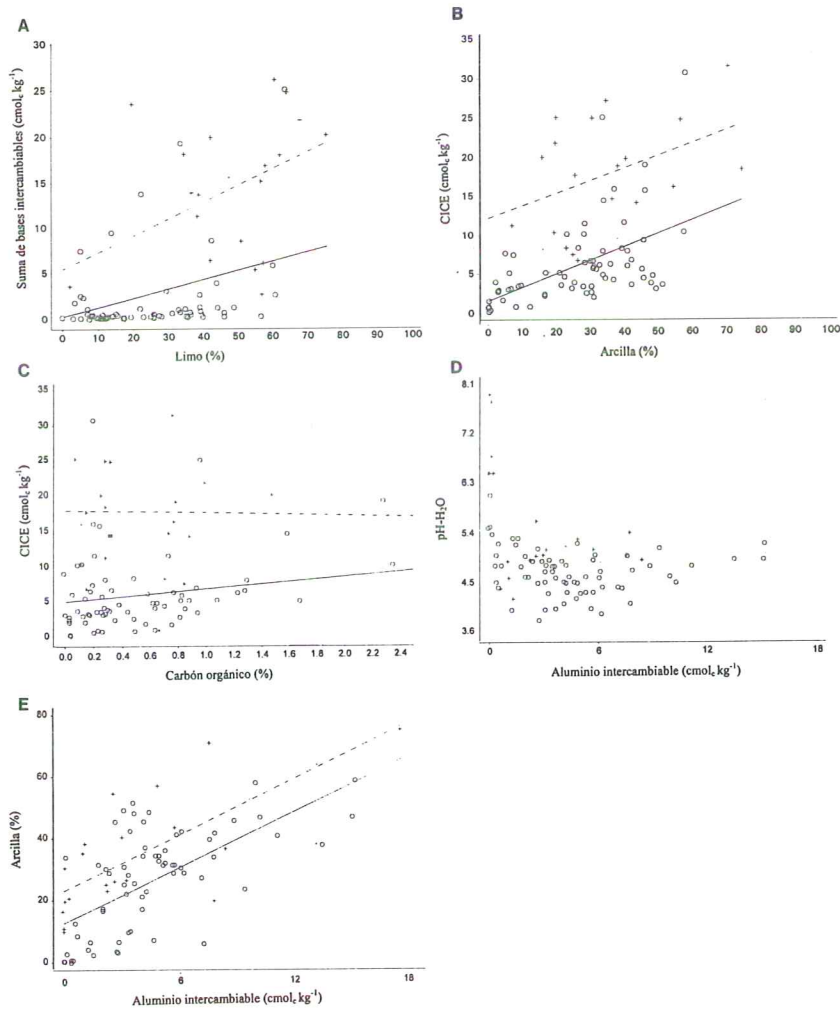 A
Suma de bases intercambiables (cmolc kg-1)
30
25
20
15
10
5
0
0 10 20 30 40 50 60 70 80 90 100
Limo (%)
B
CICE (cmolc kg-1)
35
30
25
20
15
10
5
0
0 10 20 30 40 50 60 70 80 90 100
Arcilla (%)
C
CICE (cmolc kg-1)
35
30
25
20
15
10
5
0
0.0 0.2 0.4 0.6 0.8 1.0 1.2 1.4 1.6 1.8 2.0 2.2 2.4
Carbón orgánico (%)
D
pH-H2O
8.1
7.2
6.3
5.4
4.5
3.6
0 6 12 18
Aluminio intercambiable (cmolc kg-1)
E
Arcilla (%)
80
60
40
20
0
0 6 12 18
Aluminio intercambiable (cmolc kg-1)